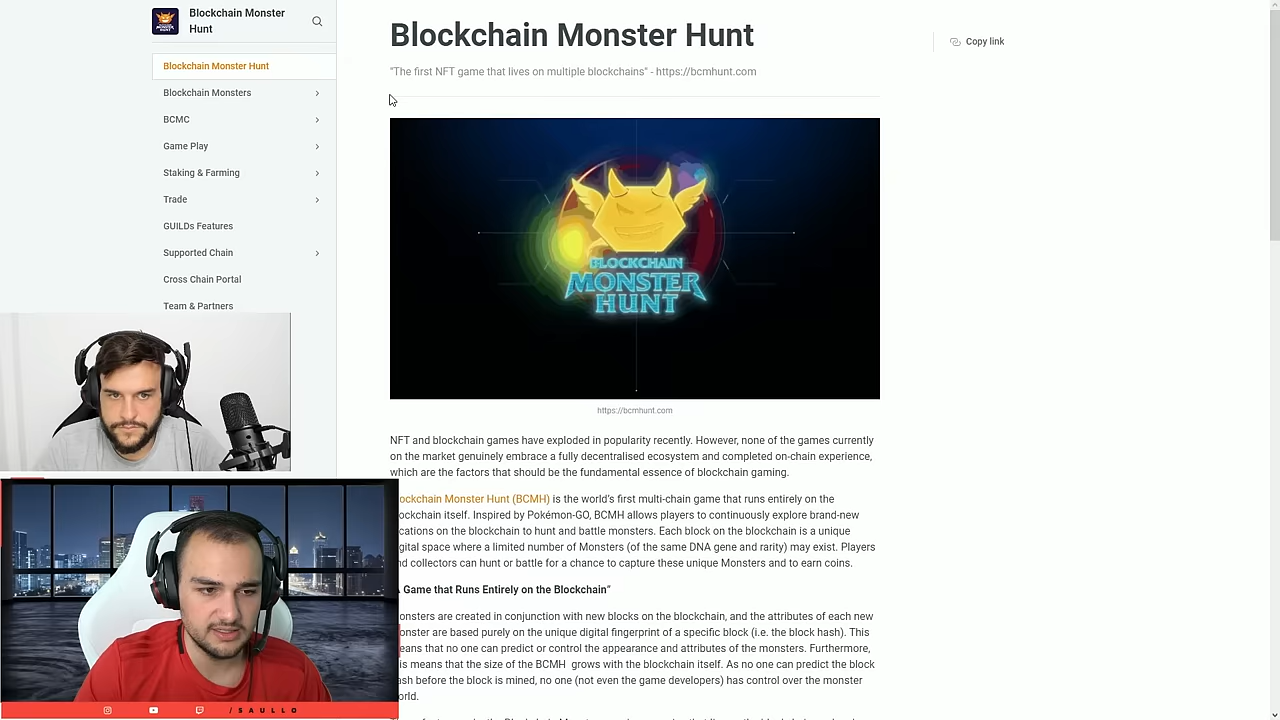 Blockchain Monster
Hunt
Blockchain Monster Hunt
Blockchain Monsters
BCMC
Game Play
Staking & Farming
Trade
GUILDs Features
Supported Chain
Cross Chain Portal
Team & Partners
Blockchain Monster Hunt
"The first NFT game that lives on multiple blockchains" - https://bcmhunt.com
Copy link
BLOCKCHAIN
MONSTER
HUNT
https://bcmhunt.com
NFT and blockchain games have exploded in popularity recently. However, none of the games currently
on the market genuinely embrace a fully decentralised ecosystem and completed on-chain experience,
which are the factors that should be the fundamental essence of blockchain gaming.
ockchain Monster Hunt (BCMH) is the world's first multi-chain game that runs entirely on the
ockchain itself. Inspired by Pokémon-GO, BCMH allows players to continuously explore brand-new
cations on the blockchain to hunt and battle monsters. Each block on the blockchain is a unique
gital space where a limited number of Monsters (of the same DNA gene and rarity) may exist. Players
nd collectors can hunt or battle for a chance to capture these unique Monsters and to earn coins.
A Game that Runs Entirely on the Blockchain"
onsters are created in conjunction with new blocks on the blockchain, and the attributes of each new
onster are based purely on the unique digital fingerprint of a specific block (i.e. the block hash). This
eans that no one can predict or control the appearance and attributes of the monsters. Furthermore,
is means that the size of the BCMH grows with the blockchain itself. As no one can predict the block
ash before the block is mined, no one (not even the game developers) has control over the monster
orld.
/SAULLO